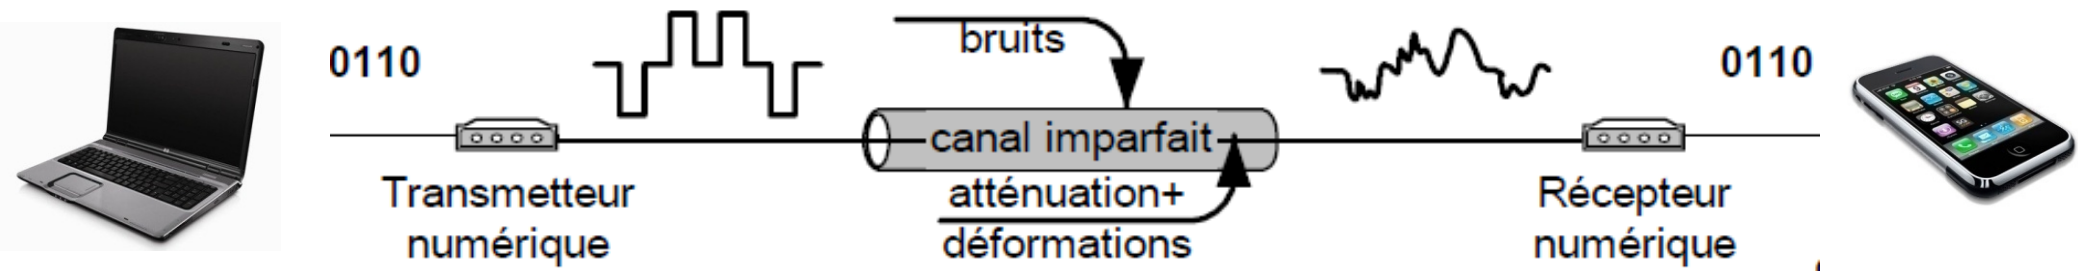 0110
bruits
0110
canal imparfait
Transmetteur
numérique
atténuation+
déformations
Récepteur
numérique